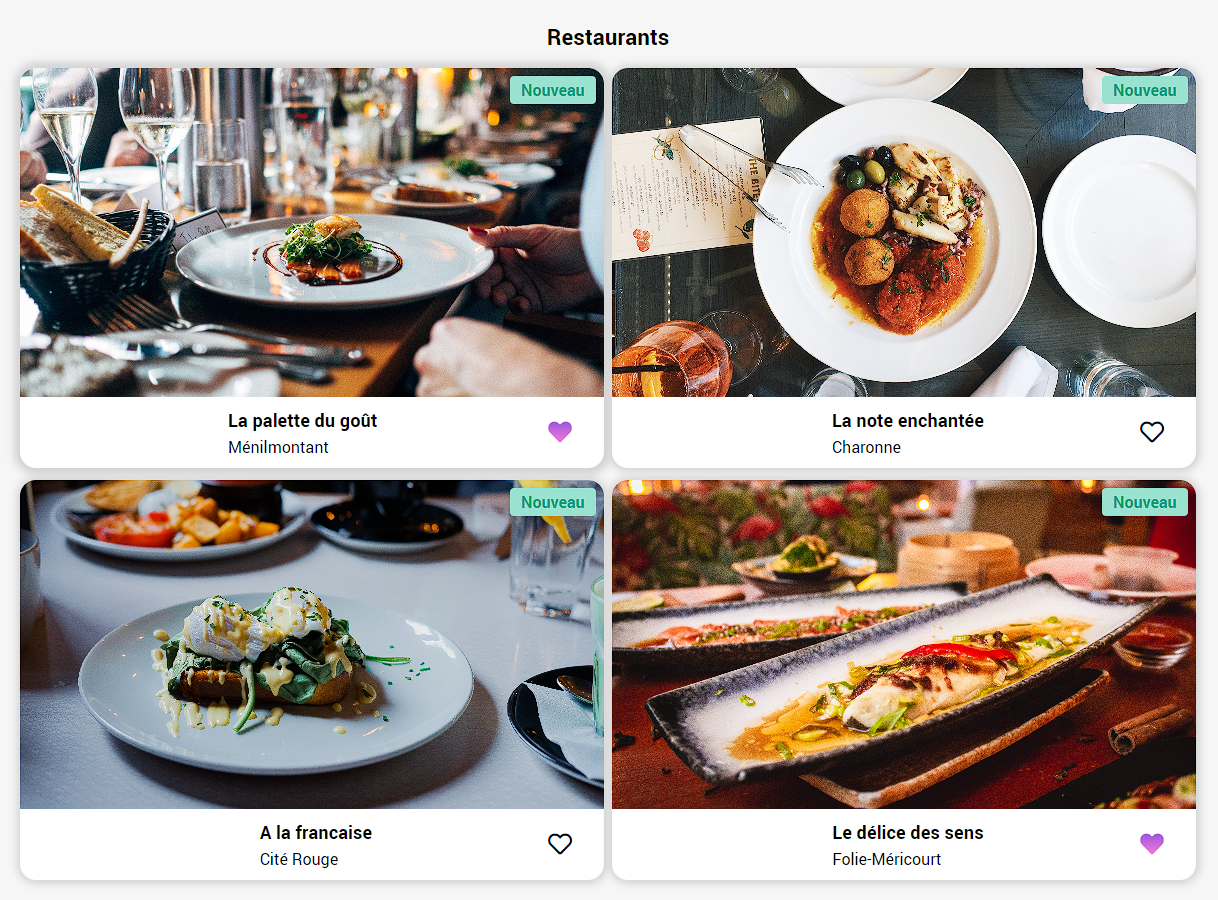 Restaurants
Nouveau
Nouveau
La palette du goût
Ménilmontant
La note enchantée
Charonne
Nouveau
Nouveau
A la francaise
Cité Rouge
Le délice des sens
Folie-Méricourt